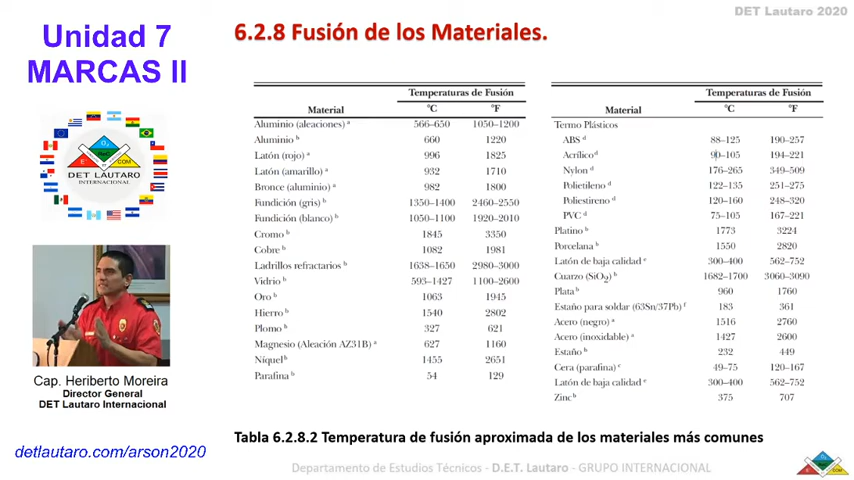 DET Lautaro 2020
Unidad 7
MARCAS II
6.2.8 Fusión de los Materiales.
DET LAUTARO
INTERNACIONAL
Temperaturas de Fusión
Material °C °F
Aluminio (aleaciones) a 566–650 1050–1200
Aluminio b 660 1220
Latón (rojo) a 996 1825
Latón (amarillo) a 932 1710
Bronce (aluminio) a 982 1800
Fundición (gris) b 1350–1400 2460–2550
Fundición (blanco) b 1050–1100 1920–2010
Cromo b 1845 3350
Cobre b 1082 1981
Ladrillos refractarios b 1638–1650 2980–3000
Vidrio b 593–1427 1100–2600
Oro b 1063 1945
Hierro b 1540 2802
Plomo b 327 621
Magnesio (Aleación AZ31B) a 627 1160
Níquel b 1455 2651
Parafina b 54 129
Temperaturas de Fusión
Material °C °F
Termo Plásticos
ABS d 88–125 190–257
Acrílico d 90–105 194–221
Nylon d 176–265 349–509
Polietileno d 122–135 251–275
Poliestireno d 120–160 248–320
PVC d 75–105 167–221
Platino b 1773 3224
Porcelana b 1550 2820
Latón de baja calidad e 300–400 562–752
Cuarzo (SiO2) b 1682–1700 3060–3090
Plata b 960 1760
Estaño para soldar (63Sn/37Pb) f 183 361
Acero (negro) a 1516 2760
Acero (inoxidable) a 1427 2600
Estaño b 232 449
Cera (parafina) c 49–75 120–167
Latón de baja calidad e 300–400 562–752
Zinc b 375 707
Cap. Heriberto Moreira
Director General
DET Lautaro Internacional
detlautaro.com/arson2020
Tabla 6.2.8.2 Temperatura de fusión aproximada de los materiales más comunes
Departamento de Estudios Técnicos - D.E.T. Lautaro - GRUPO INTERNACIONAL